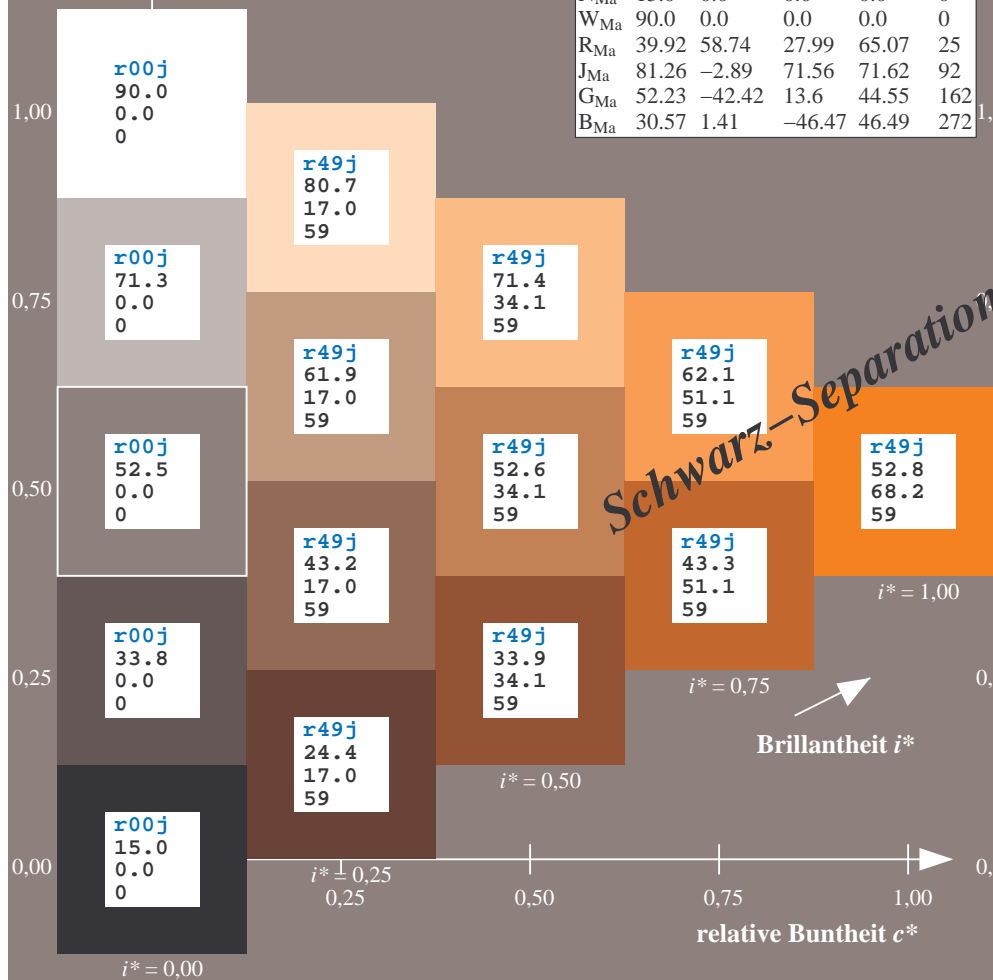 W_Ma 90.0 0.0 0.0 0.0 0
R_Ma 39.92 58.74 27.99 65.07 25
J_Ma 81.26 –2.89 71.56 71.62 92
G_Ma 52.23 –42.42 13.6 44.55 162
B_Ma 30.57 1.41 –46.47 46.49 272
r00j
90.0
0.0
0
1,00
r49j
80.7
17.0
59
r00j
71.3
0.0
0
r49j
71.4
34.1
59
0,75
r49j
61.9
17.0
59
r49j
62.1
51.1
59
Schwarz–Separation
r00j
52.5
0.0
0
r49j
52.6
34.1
59
r49j
52.8
68.2
59
0,50
r49j
43.2
17.0
59
r49j
43.3
51.1
59
i* = 1,00
r00j
33.8
0.0
0
r49j
33.9
34.1
59
0,25
i* = 0,75
r49j
24.4
17.0
59
Brillantheit i*
i* = 0,50
r00j
15.0
0.0
0
0,00
i* = 0,25
0,25 0,50 0,75 1,00
relative Buntheit c*
i* = 0,00